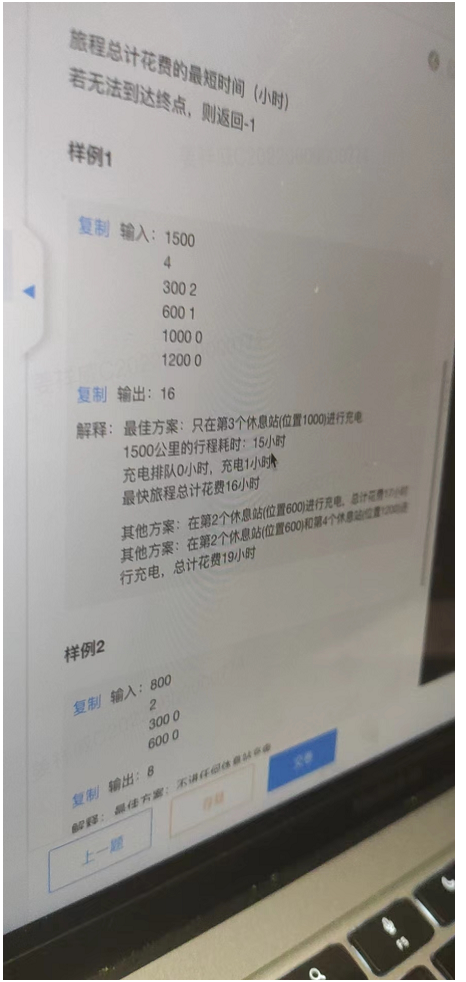 旅程总计花费的最短时间（小时）
若无法到达终点，则返回-1
样例1
复制 输入：1500
4
300 2
600 1
1000 0
1200 0
复制 输出：16
解释：最佳方案：只在第3个休息站(位置1000)进行充电
1500公里的行程耗时：15小时
充电排队0小时，充电1小时
最快旅程总计花费16小时
其他方案：在第2个休息站(位置600)进行充电，总计花费17小时
其他方案：在第2个休息站(位置600)和第4个休息站(位置1200)进
行充电，总计花费19小时
样例2
复制 输入：800
2
300 0
600 0
复制 输出：8
解释：最佳方案：不进任何休息站充电
上一题
交卷
F5